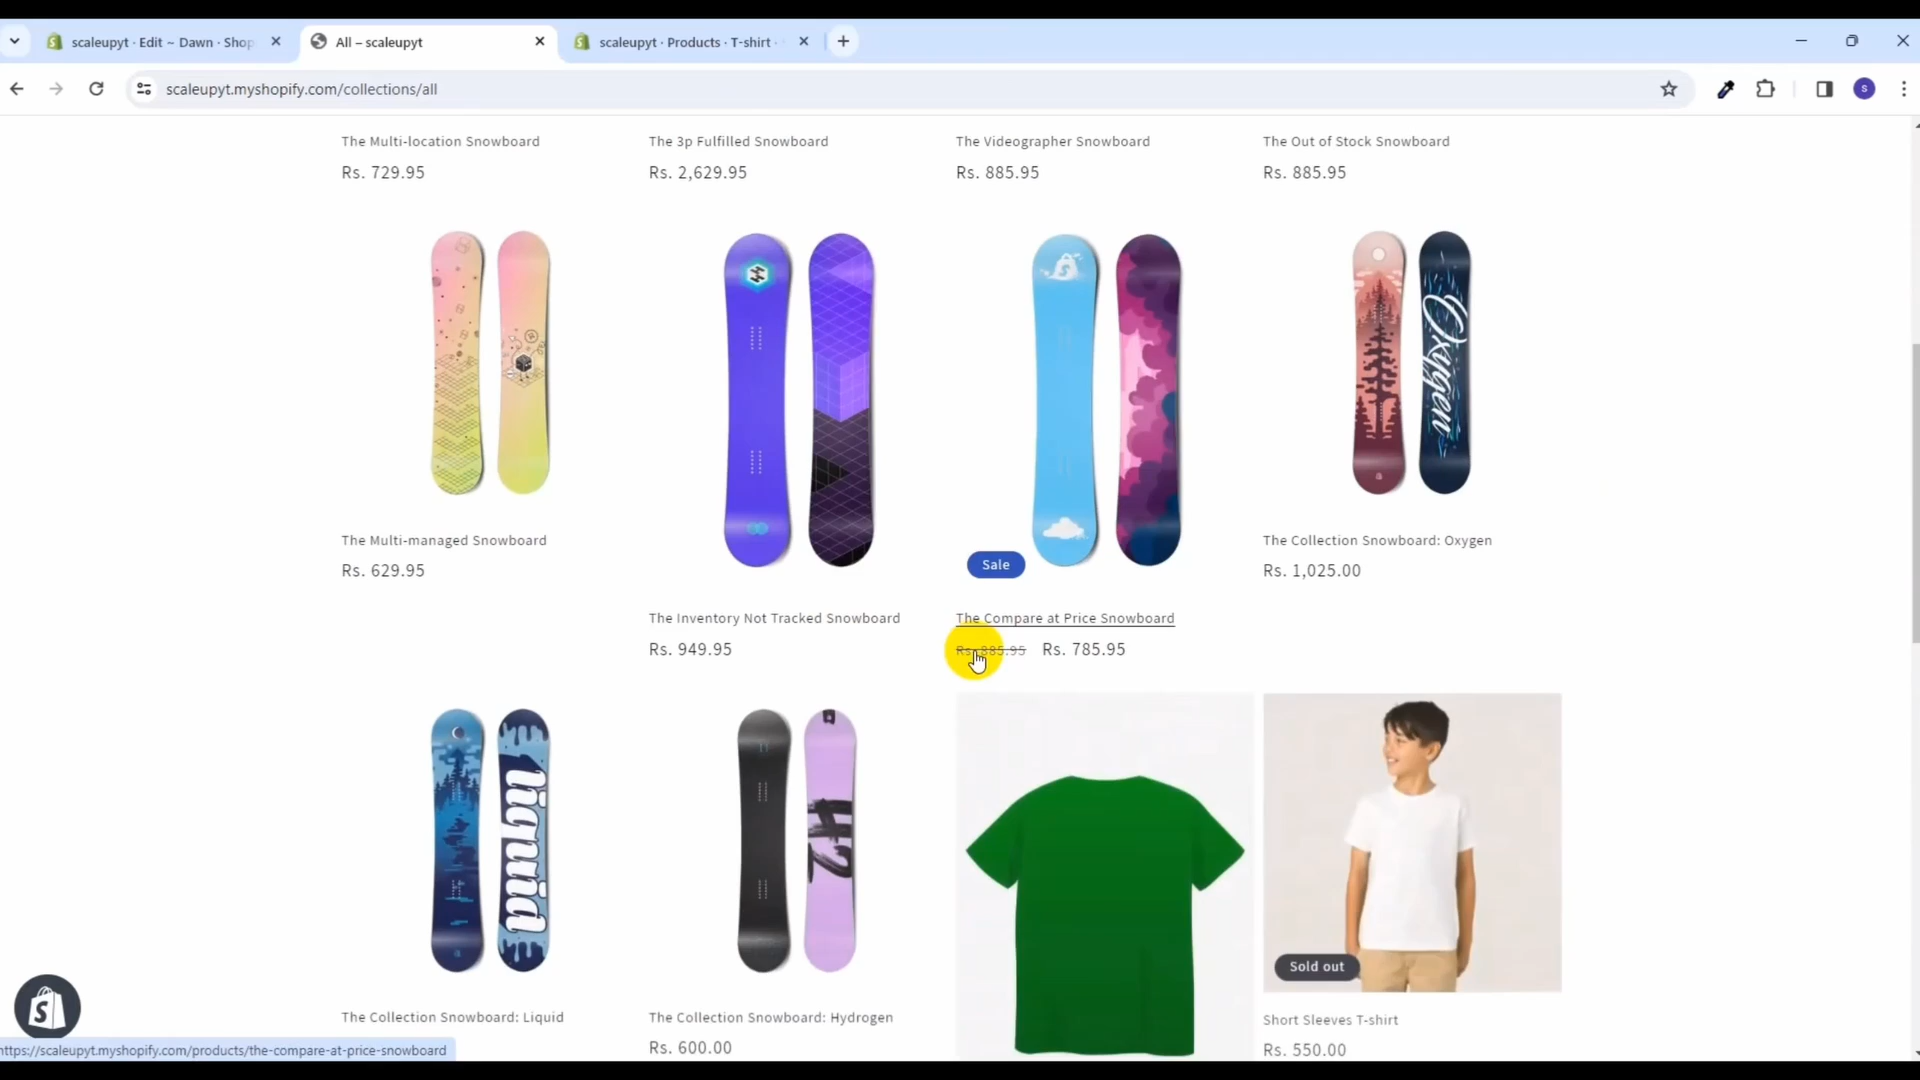 scaleupyt · Edit ~ Dawn · Shop
All – scaleupyt
scaleupyt · Products · T-shirt ·
scaleupyt.myshopify.com/collections/all
S
The Multi-location Snowboard
Rs. 729.95
The 3p Fulfilled Snowboard
Rs. 2,629.95
The Videographer Snowboard
Rs. 885.95
The Out of Stock Snowboard
Rs. 885.95
Oxygen
Sale
The Multi-managed Snowboard
Rs. 629.95
The Inventory Not Tracked Snowboard
Rs. 949.95
The Compare at Price Snowboard
Rs. 885.95 Rs. 785.95
The Collection Snowboard: Oxygen
Rs. 1,025.00
liquid
Sold out
The Collection Snowboard: Liquid
The Collection Snowboard: Hydrogen
Rs. 600.00
Short Sleeves T-shirt
Rs. 550.00
https://scaleupyt.myshopify.com/products/the-compare-at-price-snowboard